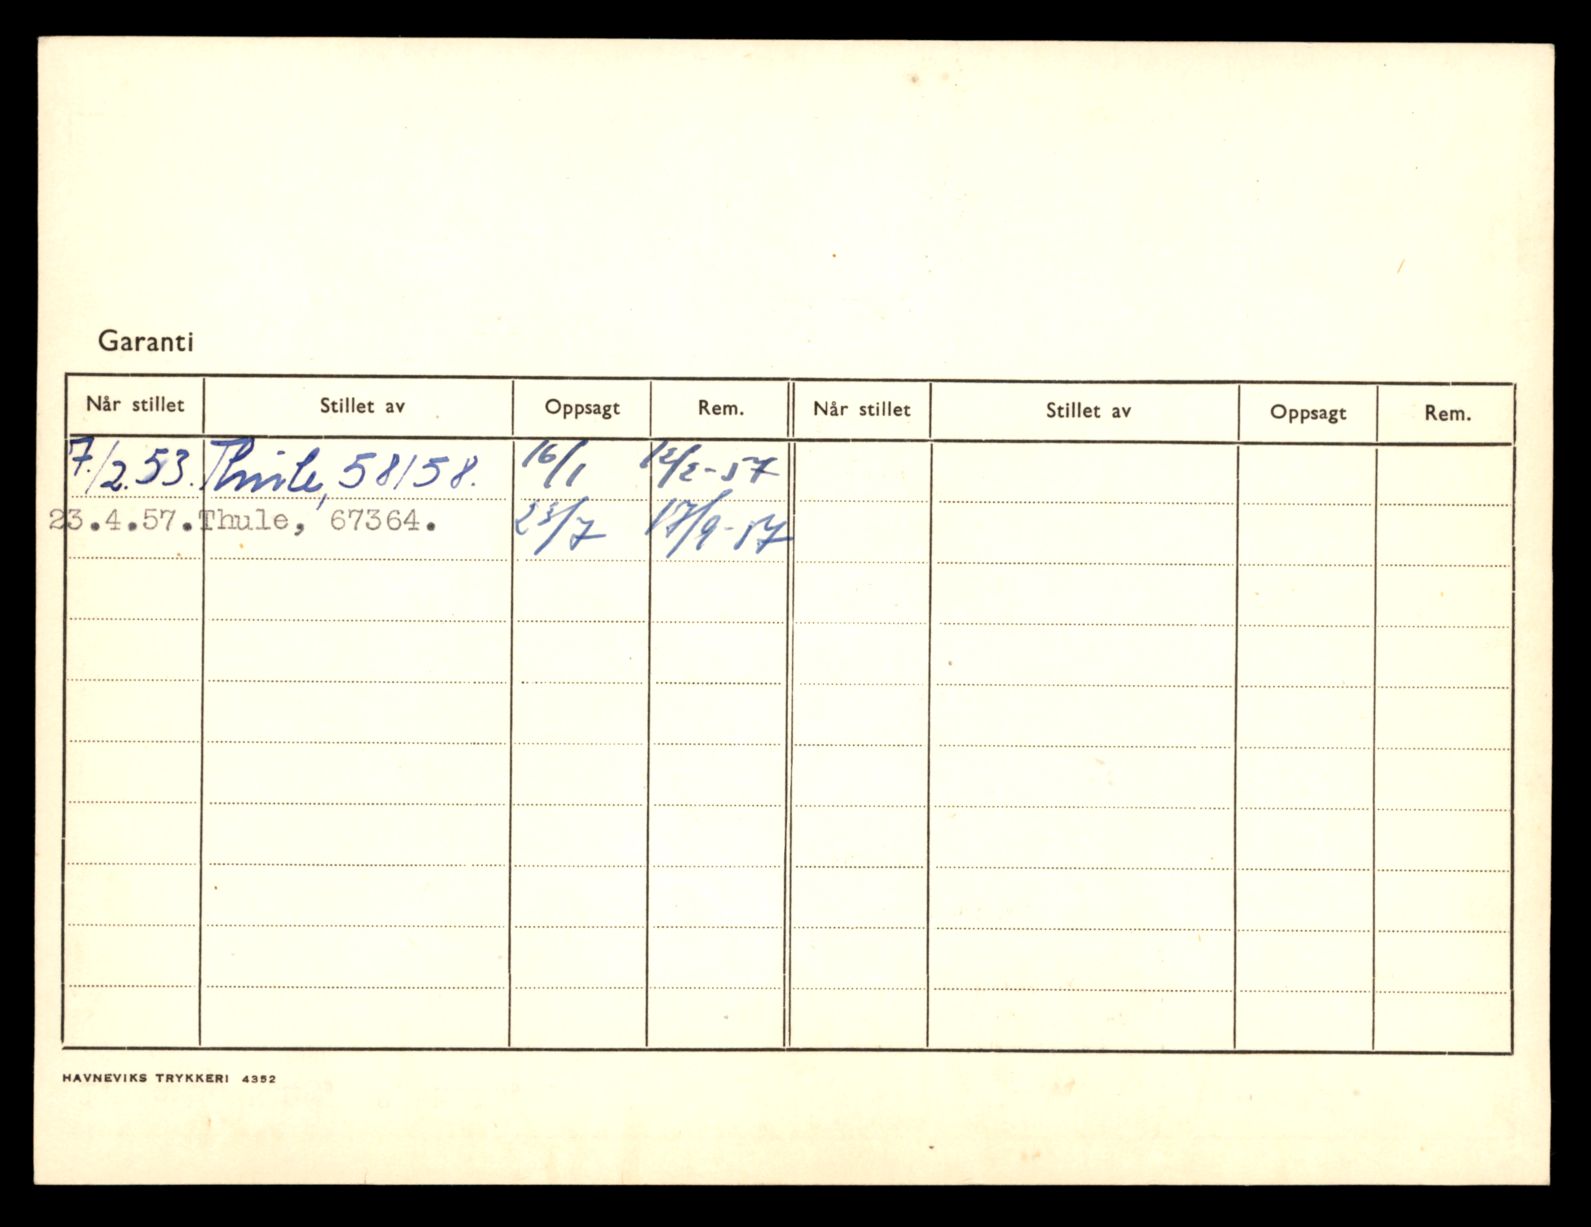 Garanti
Når stillet Stillet av Oppsagt Rem. Når stillet Stillet av Oppsagt Rem.
7./2.53. Thule, 58158. 16/1 12/2-57
23.4.57. Thule, 67364. 23/7 17/9-57
HAVNEVIKS TRYKKERI 4352